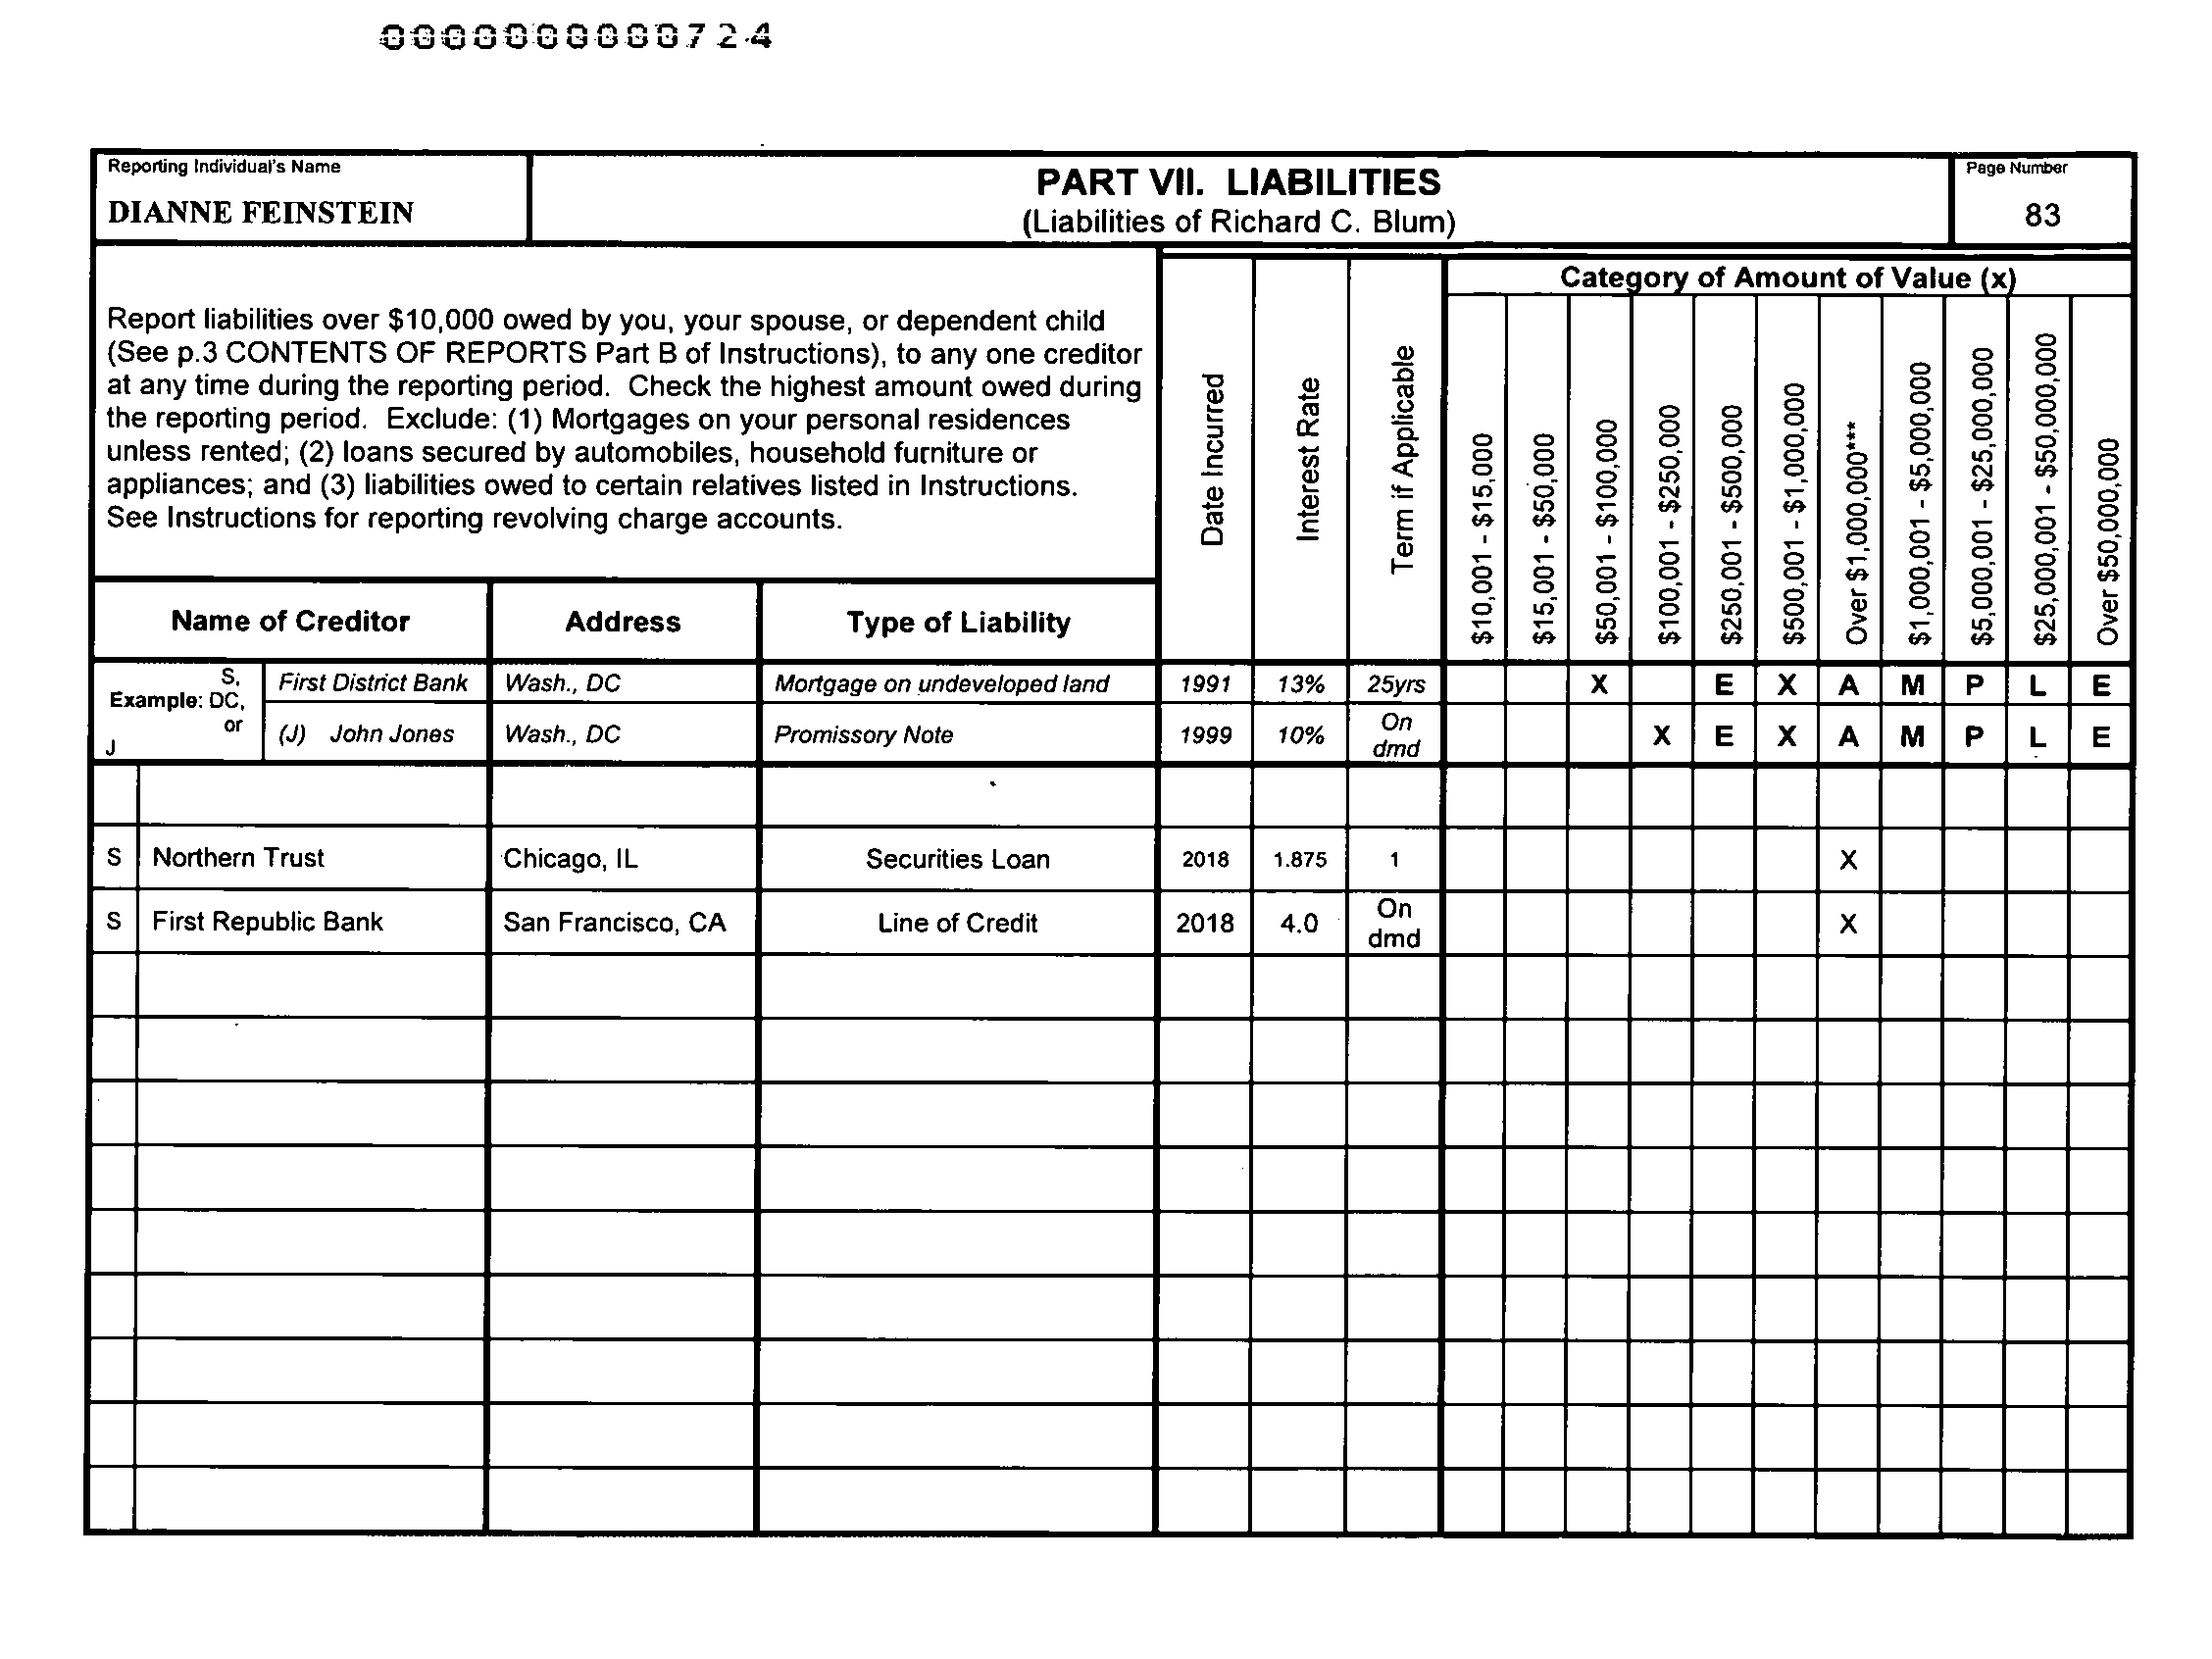 000000000724
Reporting Individual's Name
DIANNE FEINSTEIN
PART VII. LIABILITIES
(Liabilities of Richard C. Blum)
Page Number
83
Report liabilities over $10,000 owed by you, your spouse, or dependent child
(See p.3 CONTENTS OF REPORTS Part B of Instructions), to any one creditor
at any time during the reporting period. Check the highest amount owed during
the reporting period. Exclude: (1) Mortgages on your personal residences
unless rented; (2) loans secured by automobiles, household furniture or
appliances; and (3) liabilities owed to certain relatives listed in Instructions.
See Instructions for reporting revolving charge accounts.
Date Incurred
Interest Rate
Term if Applicable
Category of Amount of Value (x)
$10,001 - $15,000
$15,001 - $50,000
$50,001 - $100,000
$100,001 - $250,000
$250,001 - $500,000
$500,001 - $1,000,000
Over $1,000,000***
$1,000,001 - $5,000,000
$5,000,001 - $25,000,000
$25,000,001 - $50,000,000
Over $50,000,000
Name of Creditor Address Type of Liability
Example: S, DC, or J
First District Bank Wash., DC Mortgage on undeveloped land 1991 13% 25yrs X E X A M P L E
(J) John Jones Wash., DC Promissory Note 1999 10% On dmd X E X A M P L E
S Northern Trust Chicago, IL Securities Loan 2018 1.875 1 X
S First Republic Bank San Francisco, CA Line of Credit 2018 4.0 On dmd X